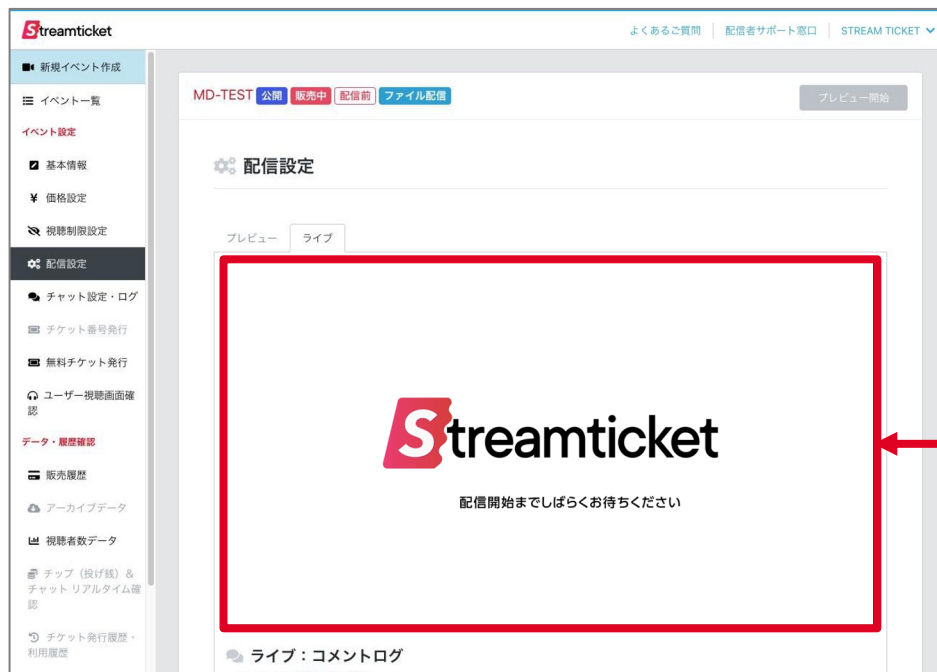 Streamticket
よくあるご質問 配信者サポート窓口 STREAM TICKET
新規イベント作成
イベント一覧
イベント設定
基本情報
価格設定
視聴制限設定
配信設定
チャット設定・ログ
チケット番号発行
無料チケット発行
ユーザー視聴画面確
認
データ・履歴確認
販売履歴
アーカイブデータ
視聴者数データ
チップ（投げ銭）&
チャット リアルタイム確
認
チケット発行履歴・
利用履歴
MD-TEST 公開 販売中 配信前 ファイル配信
プレビュー開始
配信設定
プレビュー ライブ
Streamticket
配信開始までしばらくお待ちください
ライブ：コメントログ